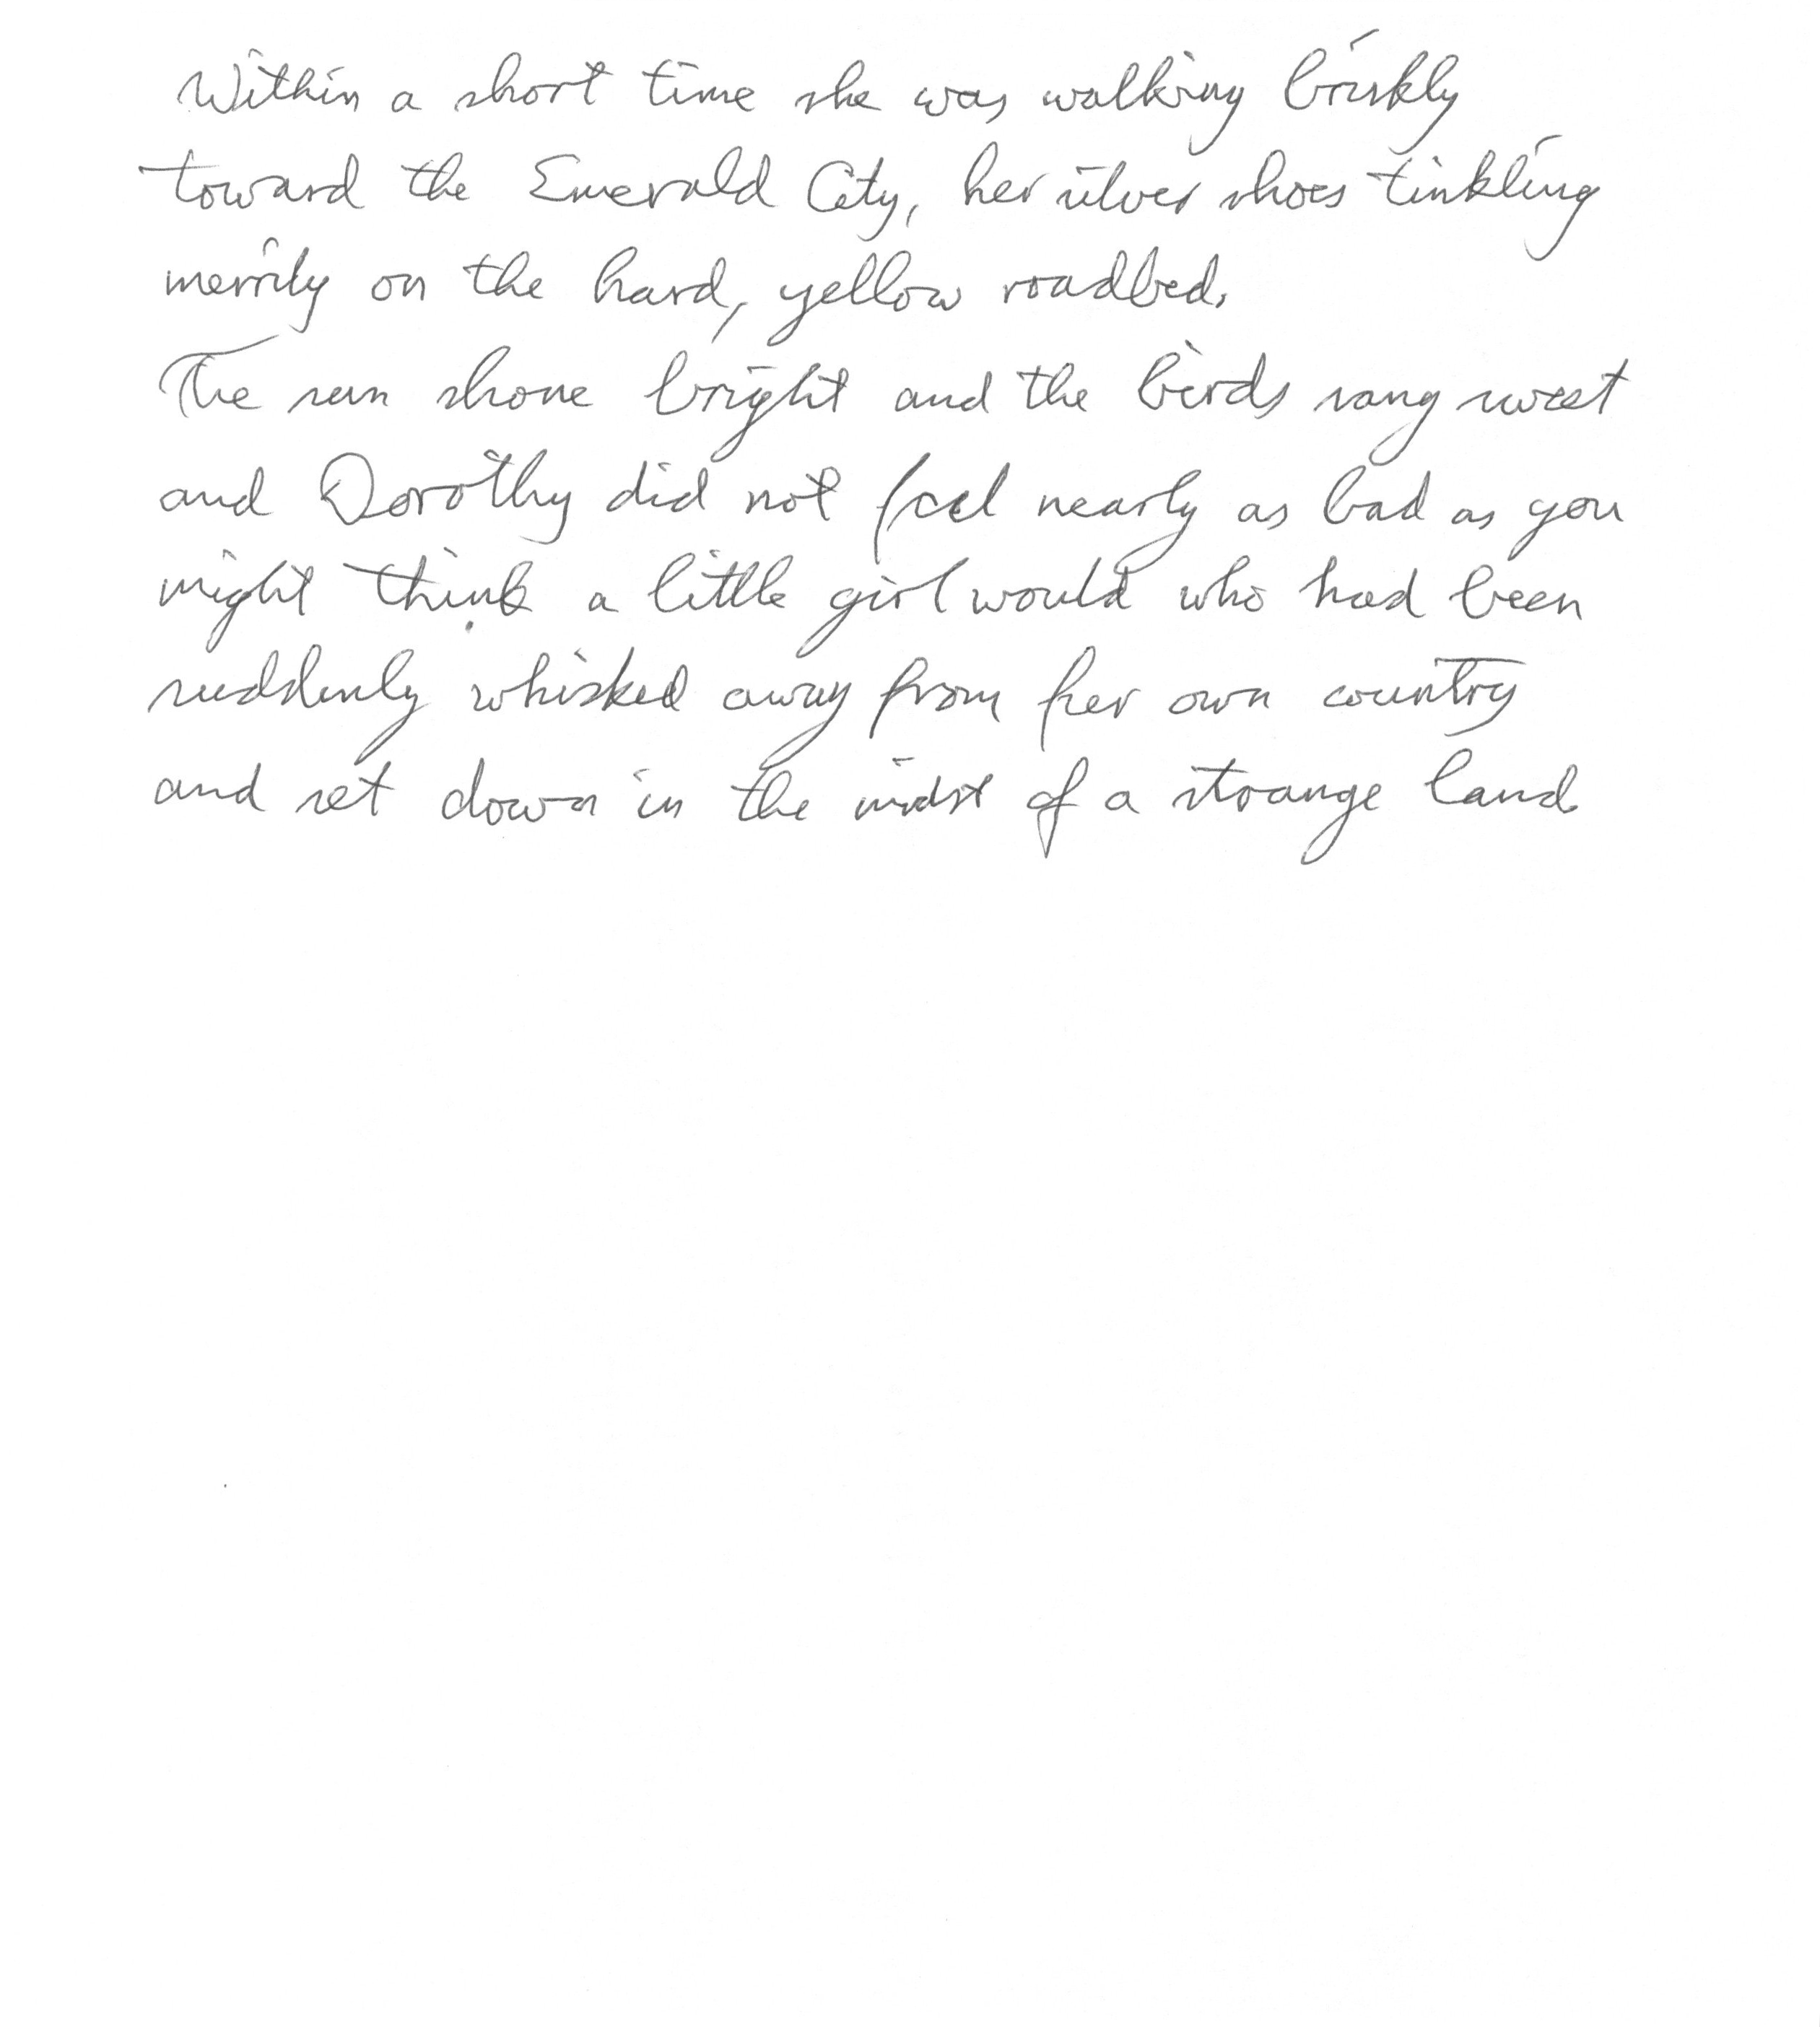 Within a short time she was walking briskly
toward the Emerald City, her silver shoes tinkling
merrily on the hard, yellow roadbed.
The sun shone bright and the birds sang sweet
and Dorothy did not feel nearly as bad as you
might think a little girl would who had been
suddenly whisked away from her own country
and set down in the midst of a strange land